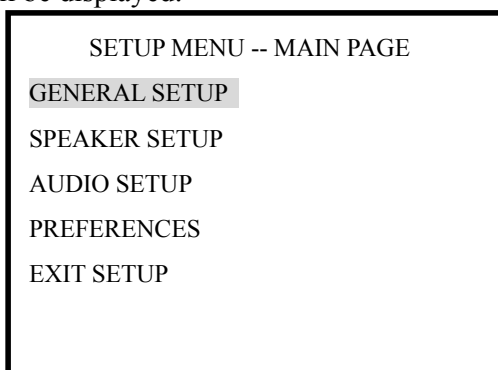 be displayed.
SETUP MENU -- MAIN PAGE
GENERAL SETUP
SPEAKER SETUP
AUDIO SETUP
PREFERENCES
EXIT SETUP